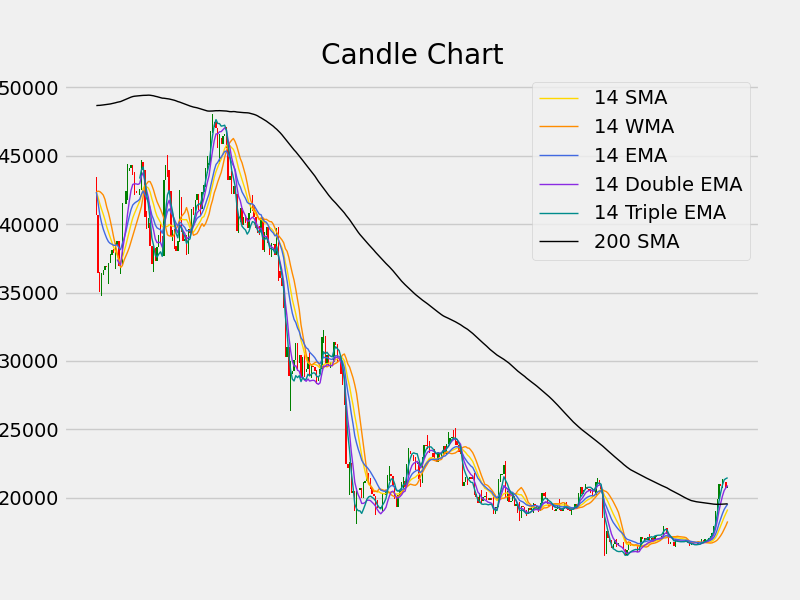 Candle Chart
50000
45000
40000
35000
30000
25000
20000
14 SMA
14 WMA
14 EMA
14 Double EMA
14 Triple EMA
200 SMA